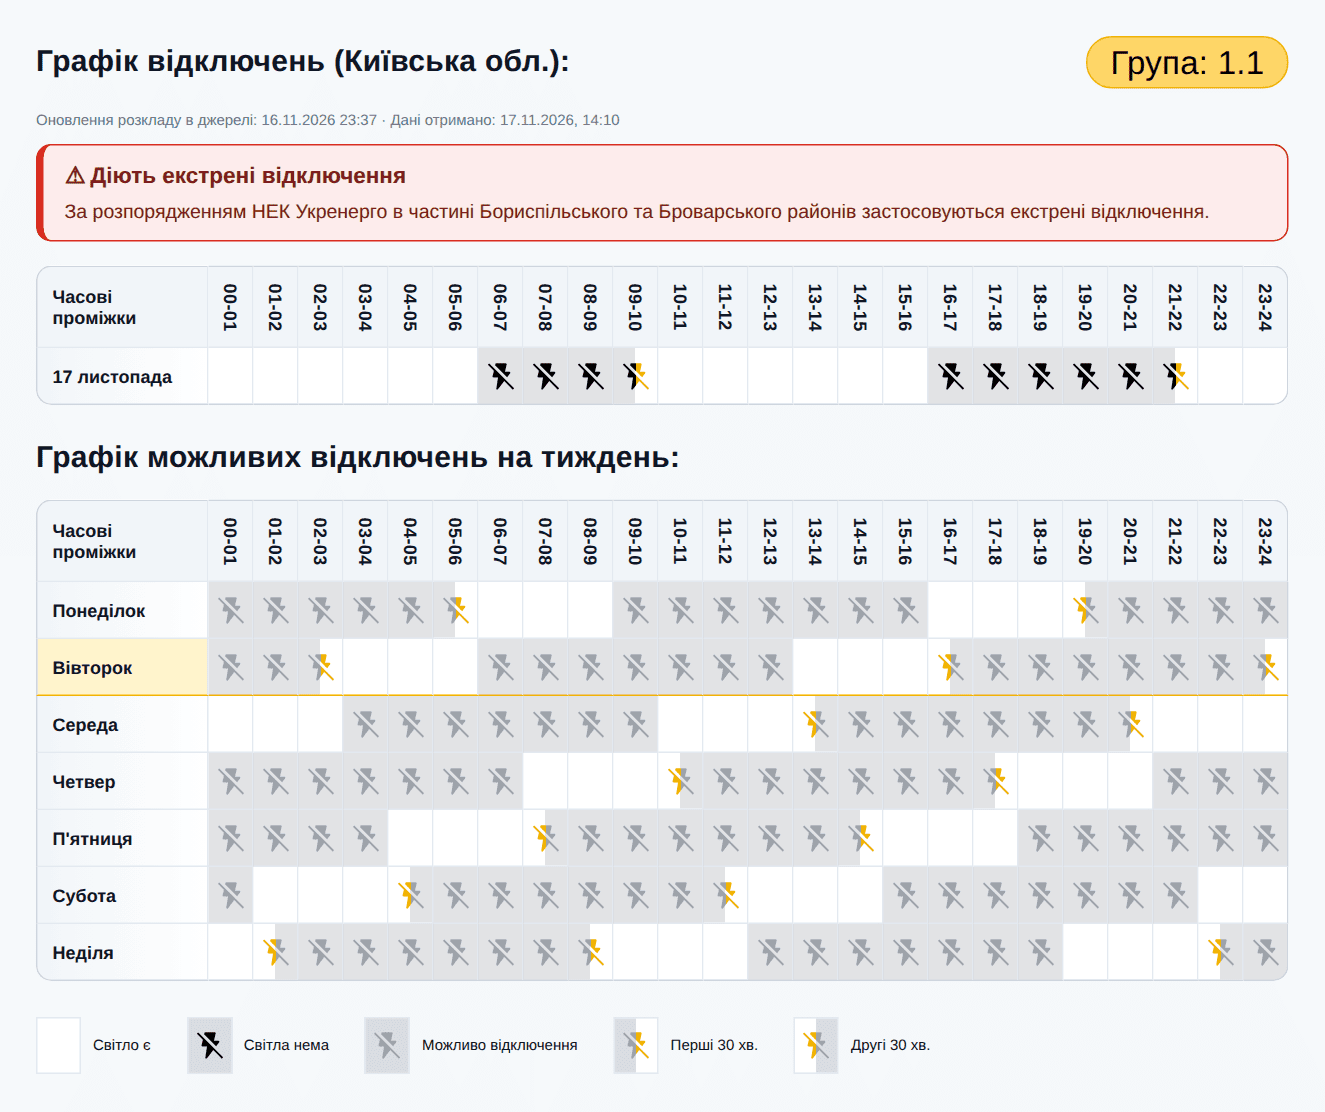 Графік відключень (Київська обл.):
Група: 1.1
Оновлення розкладу в джерелі: 16.11.2026 23:37 · Дані отримано: 17.11.2026, 14:10
⚠ Діють екстрені відключення
За розпорядженням НЕК Укренерго в частині Бориспільського та Броварського районів застосовуються екстрені відключення.
Часові
проміжки
00-01 01-02 02-03 03-04 04-05 05-06 06-07 07-08 08-09 09-10 10-11 11-12 12-13 13-14 14-15 15-16 16-17 17-18 18-19 19-20 20-21 21-22 22-23 23-24
17 листопада
Графік можливих відключень на тиждень:
Часові
проміжки
00-01 01-02 02-03 03-04 04-05 05-06 06-07 07-08 08-09 09-10 10-11 11-12 12-13 13-14 14-15 15-16 16-17 17-18 18-19 19-20 20-21 21-22 22-23 23-24
Понеділок
Вівторок
Середа
Четвер
П'ятниця
Субота
Неділя
Світло є
Світла нема
Можливо відключення
Перші 30 хв.
Другі 30 хв.